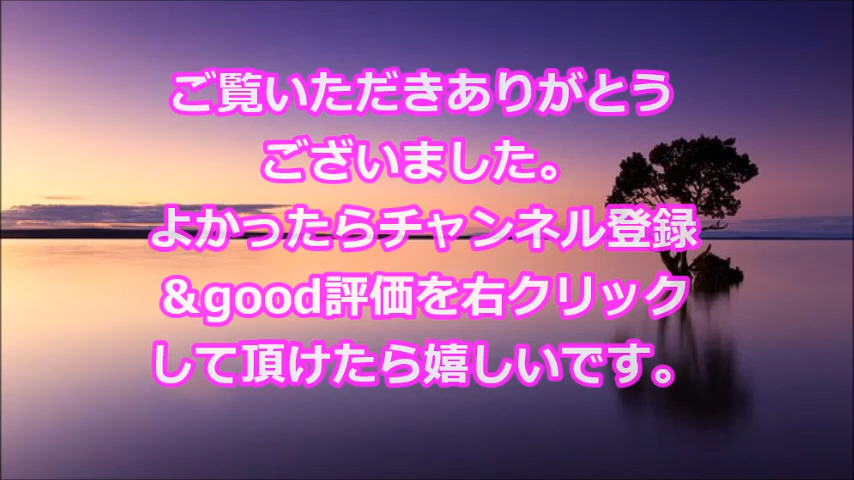 ご覧いただきありがとう
ございました。
よかったらチャンネル登録
&good評価を右クリック
して頂けたら嬉しいです。